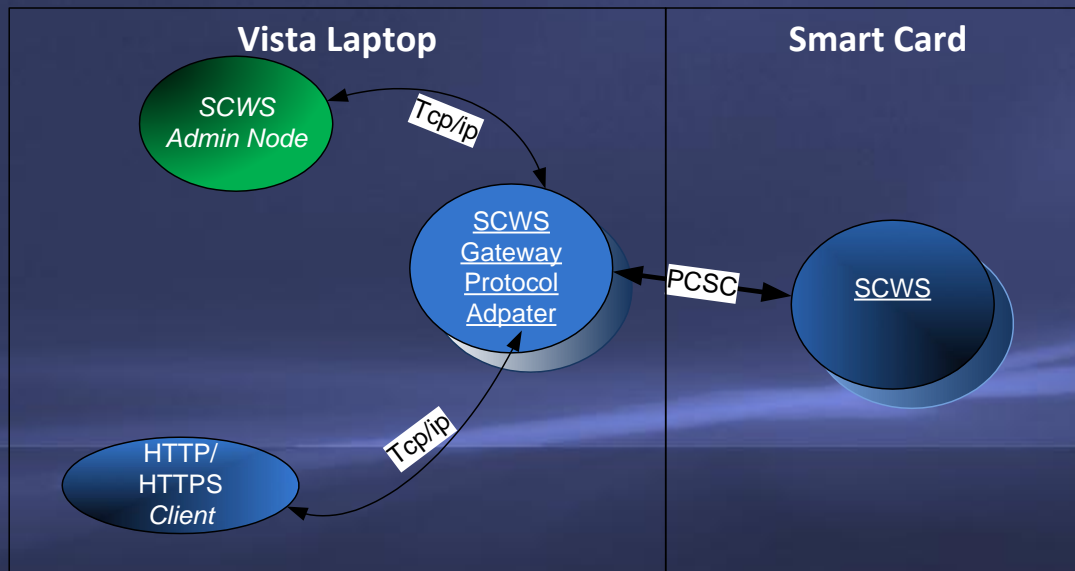 Vista Laptop
Smart Card
SCWS
Admin Node
Tcp/ip
SCWS
Gateway
Protocol
Adpater
PCSC
SCWS
Tcp/ip
HTTP/
HTTPS
Client